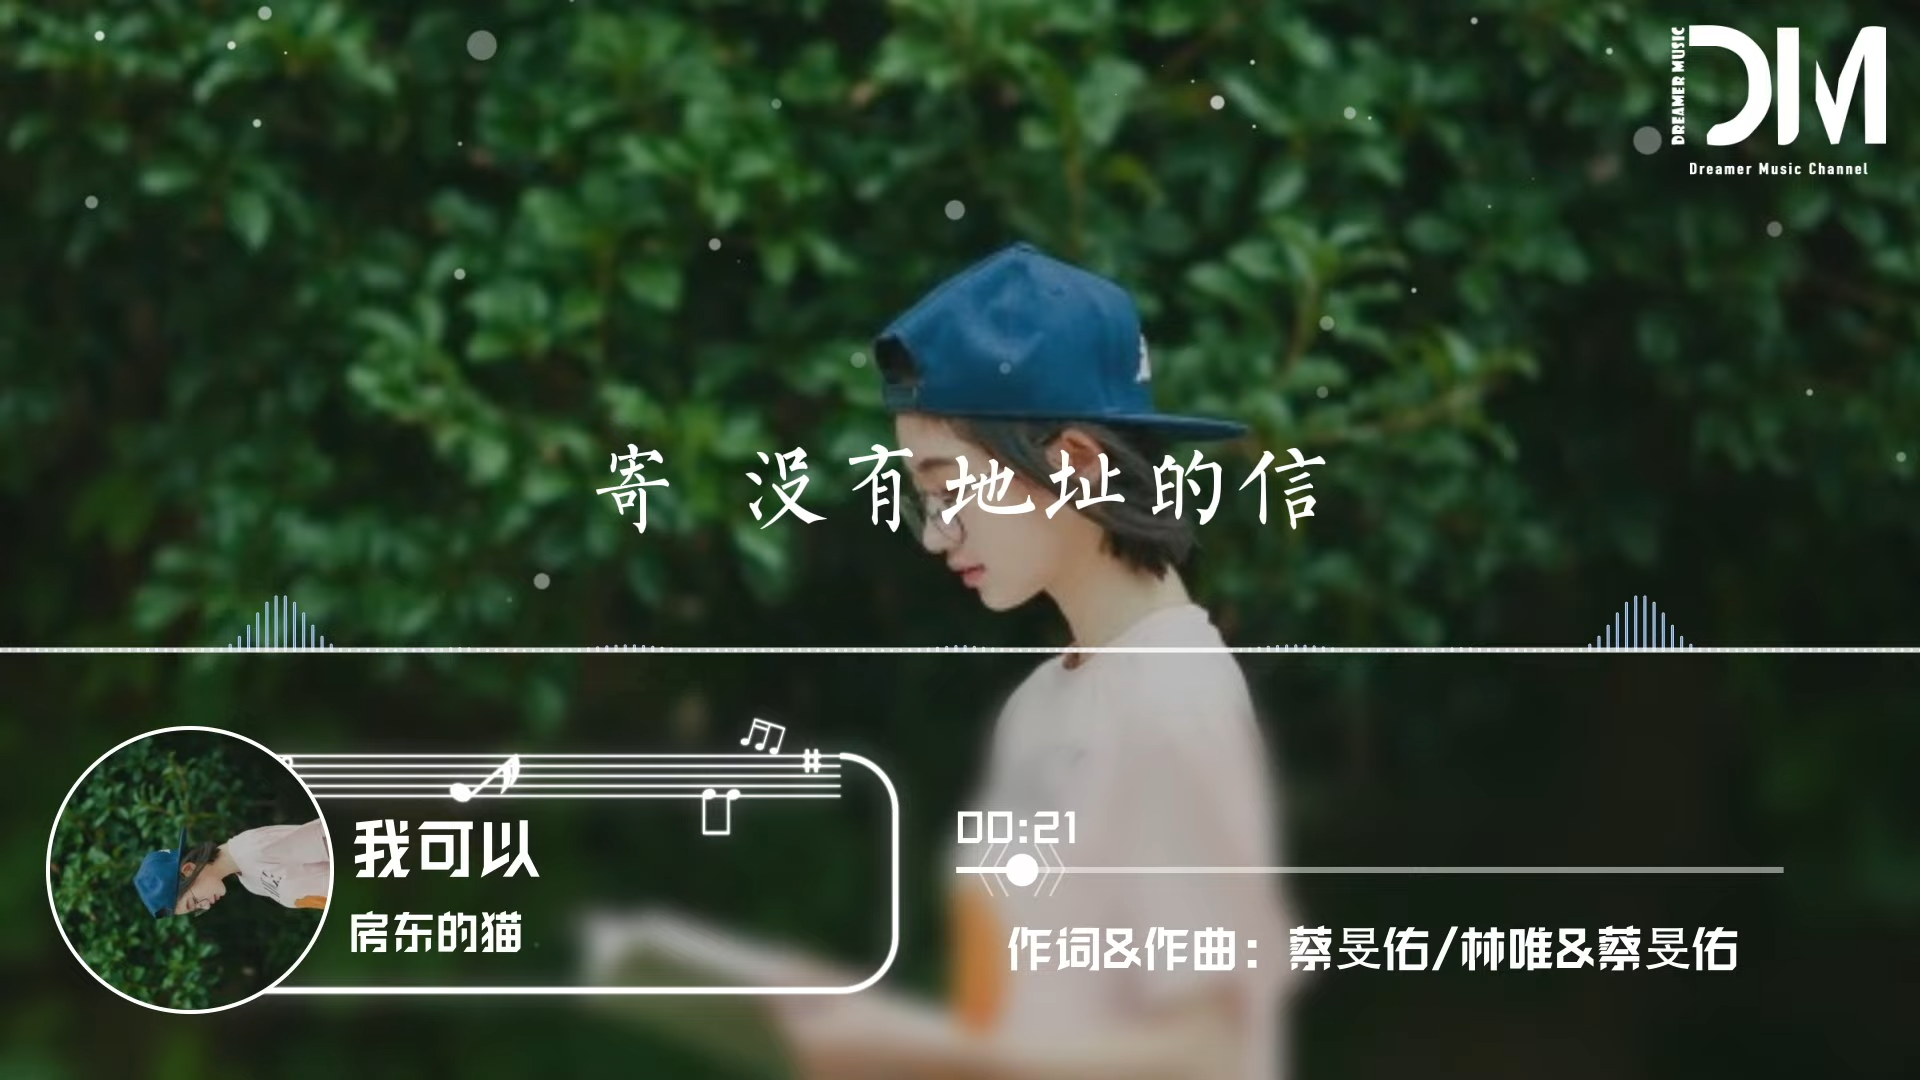 DREAMER MUSIC
DM
Dreamer Music Channel
寄 没有地址的信
我可以
房东的猫
00:21
作词&作曲：蔡旻佑/林唯&蔡旻佑